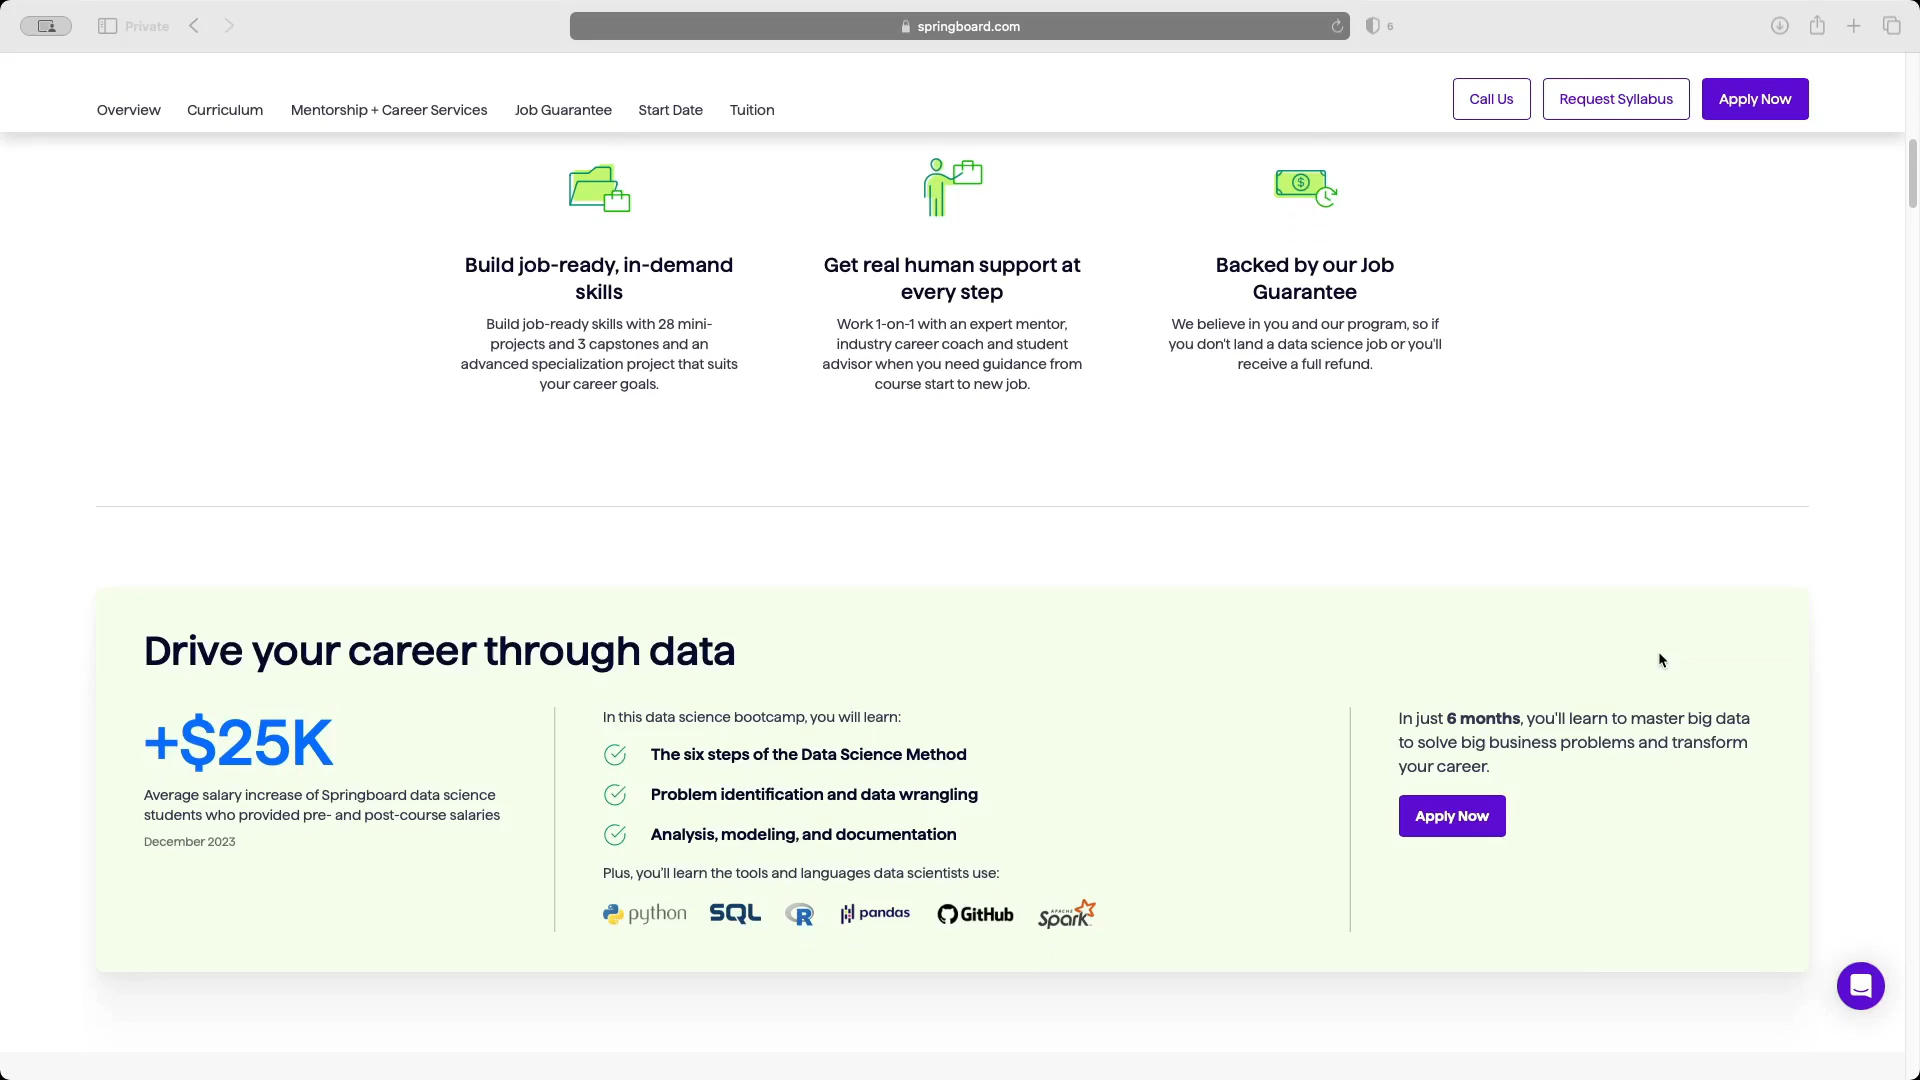 Private
springboard.com
6
Overview
Curriculum
Mentorship + Career Services
Job Guarantee
Start Date
Tuition
Call Us
Request Syllabus
Apply Now
Build job-ready, in-demand
skills
Build job-ready skills with 28 mini-
projects and 3 capstones and an
advanced specialization project that suits
your career goals.
Get real human support at
every step
Work 1-on-1 with an expert mentor,
industry career coach and student
advisor when you need guidance from
course start to new job.
Backed by our Job
Guarantee
We believe in you and our program, so if
you don't land a data science job or you'll
receive a full refund.
Drive your career through data
+$25K
Average salary increase of Springboard data science
students who provided pre- and post-course salaries
December 2023
In this data science bootcamp, you will learn:
The six steps of the Data Science Method
Problem identification and data wrangling
Analysis, modeling, and documentation
Plus, you'll learn the tools and languages data scientists use:
python
SQL
R
pandas
GitHub
APACHE
Spark
In just 6 months, you'll learn to master big data
to solve big business problems and transform
your career.
Apply Now